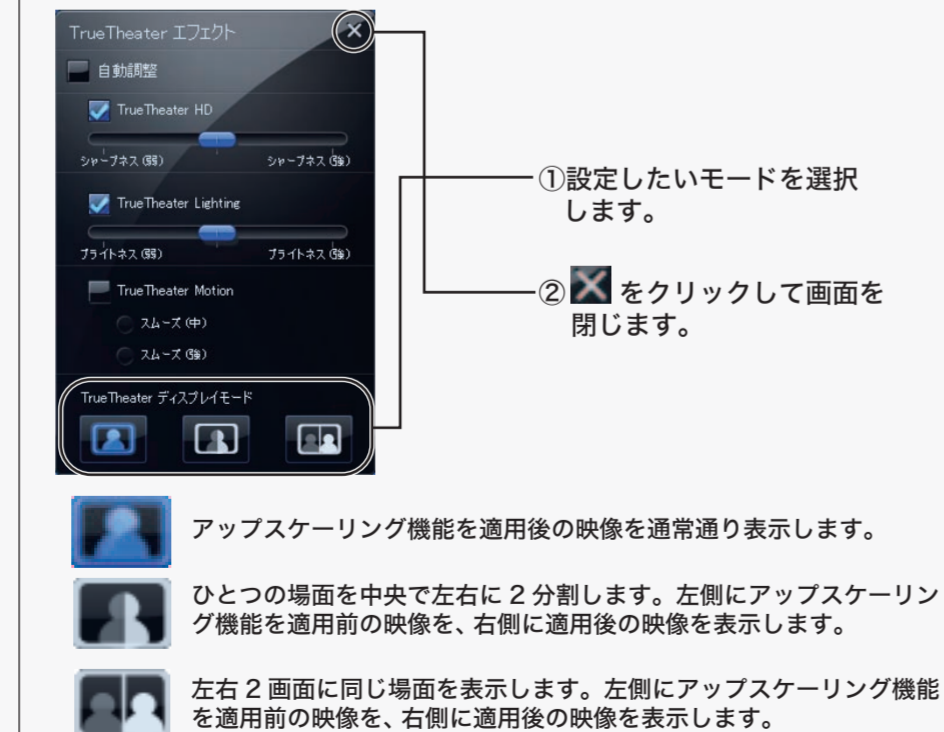 TrueTheater エフェクト
自動調整
TrueTheater HD
シャープネス (弱) シャープネス (強)
TrueTheater Lighting
ブライトネス (弱) ブライトネス (強)
TrueTheater Motion
スムーズ (中)
スムーズ (強)
TrueTheater ディスプレイモード
①設定したいモードを選択
します。
② をクリックして画面を
閉じます。
アップスケーリング機能を適用後の映像を通常通り表示します。
ひとつの場面を中央で左右に 2 分割します。左側にアップスケーリン
グ機能を適用前の映像を、右側に適用後の映像を表示します。
左右 2 画面に同じ場面を表示します。左側にアップスケーリング機能
を適用前の映像を、右側に適用後の映像を表示します。